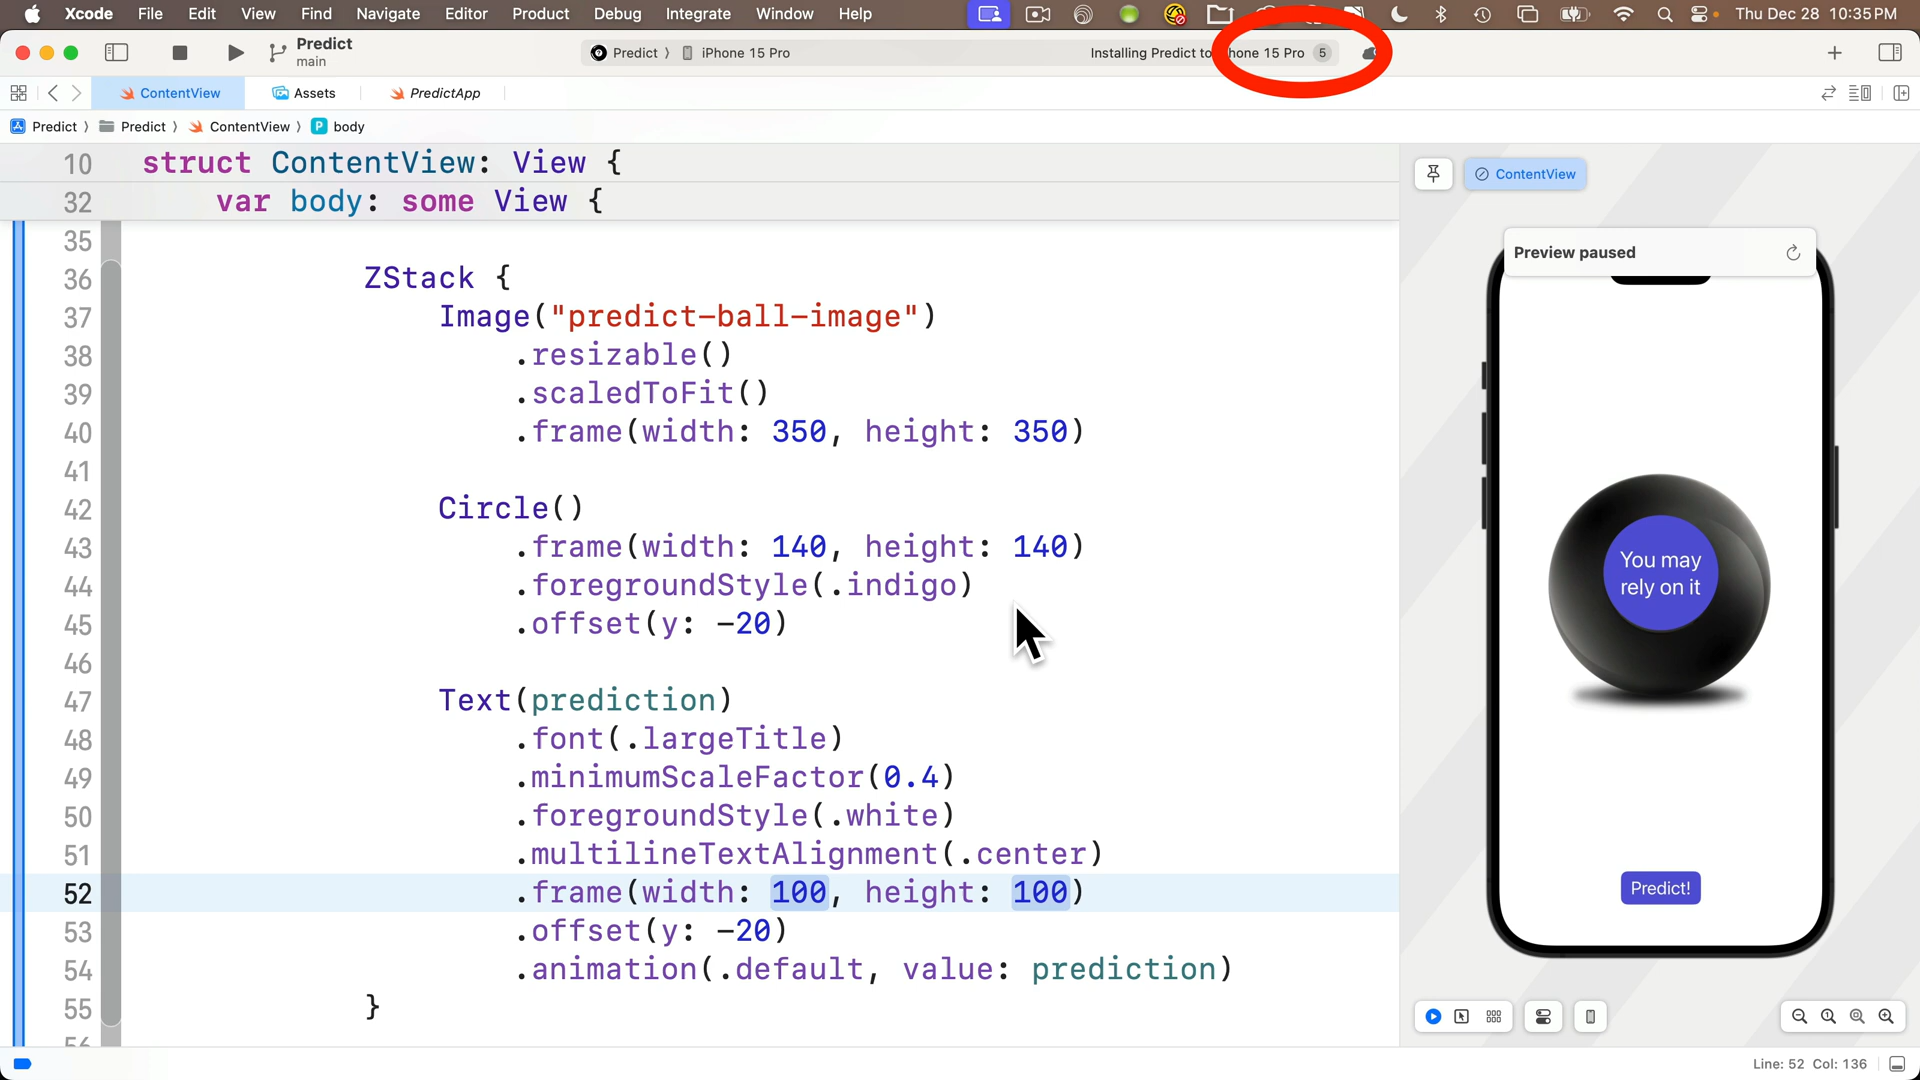 Xcode File Edit View Find Navigate Editor Product Debug Integrate Window Help Thu Dec 28 10:35 PM
Predict
main
Predict iPhone 15 Pro
Installing Predict to hone 15 Pro 5
ContentView Assets PredictApp
Predict Predict ContentView P body
10 struct ContentView: View {
32 var body: some View {
35
36 ZStack {
37 Image("predict-ball-image")
38 .resizable()
39 .scaledToFit()
40 .frame(width: 350, height: 350)
41
42 Circle()
43 .frame(width: 140, height: 140)
44 .foregroundStyle(.indigo)
45 .offset(y: -20)
46
47 Text(prediction)
48 .font(.largeTitle)
49 .minimumScaleFactor(0.4)
50 .foregroundStyle(.white)
51 .multilineTextAlignment(.center)
52 .frame(width: 100, height: 100)
53 .offset(y: -20)
54 .animation(.default, value: prediction)
55 }
56
ContentView
Preview paused
You may
rely on it
Predict!
Line: 52 Col: 136